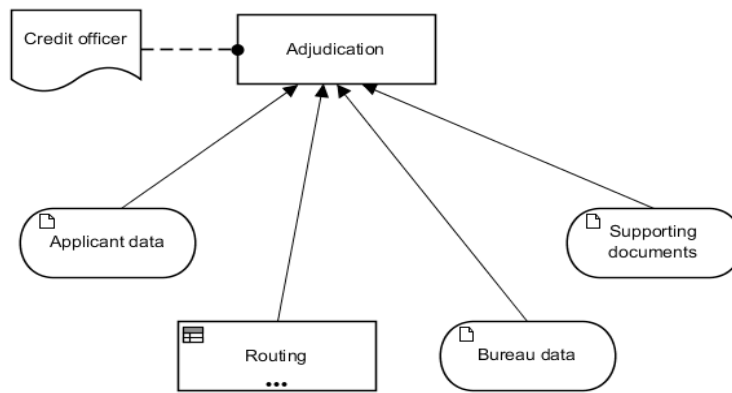 Credit officer
Adjudication
Applicant data
Supporting
documents
Routing
Bureau data